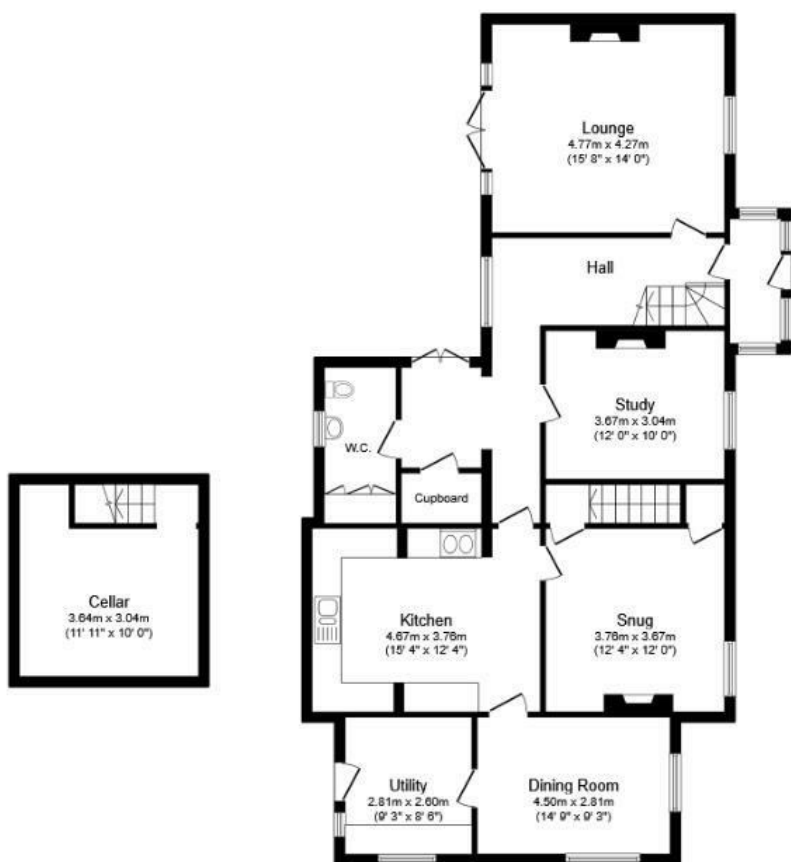 Lounge
4.77m x 4.27m
(15' 8" x 14' 0")
Hall
Study
3.67m x 3.04m
(12' 0" x 10' 0")
W.C.
Cupboard
Cellar
3.64m x 3.04m
(11' 11" x 10' 0")
Kitchen
4.67m x 3.76m
(15' 4" x 12' 4")
Snug
3.76m x 3.67m
(12' 4" x 12' 0")
Utility
2.81m x 2.60m
(9' 3" x 8' 6")
Dining Room
4.50m x 2.81m
(14' 9" x 9' 3")